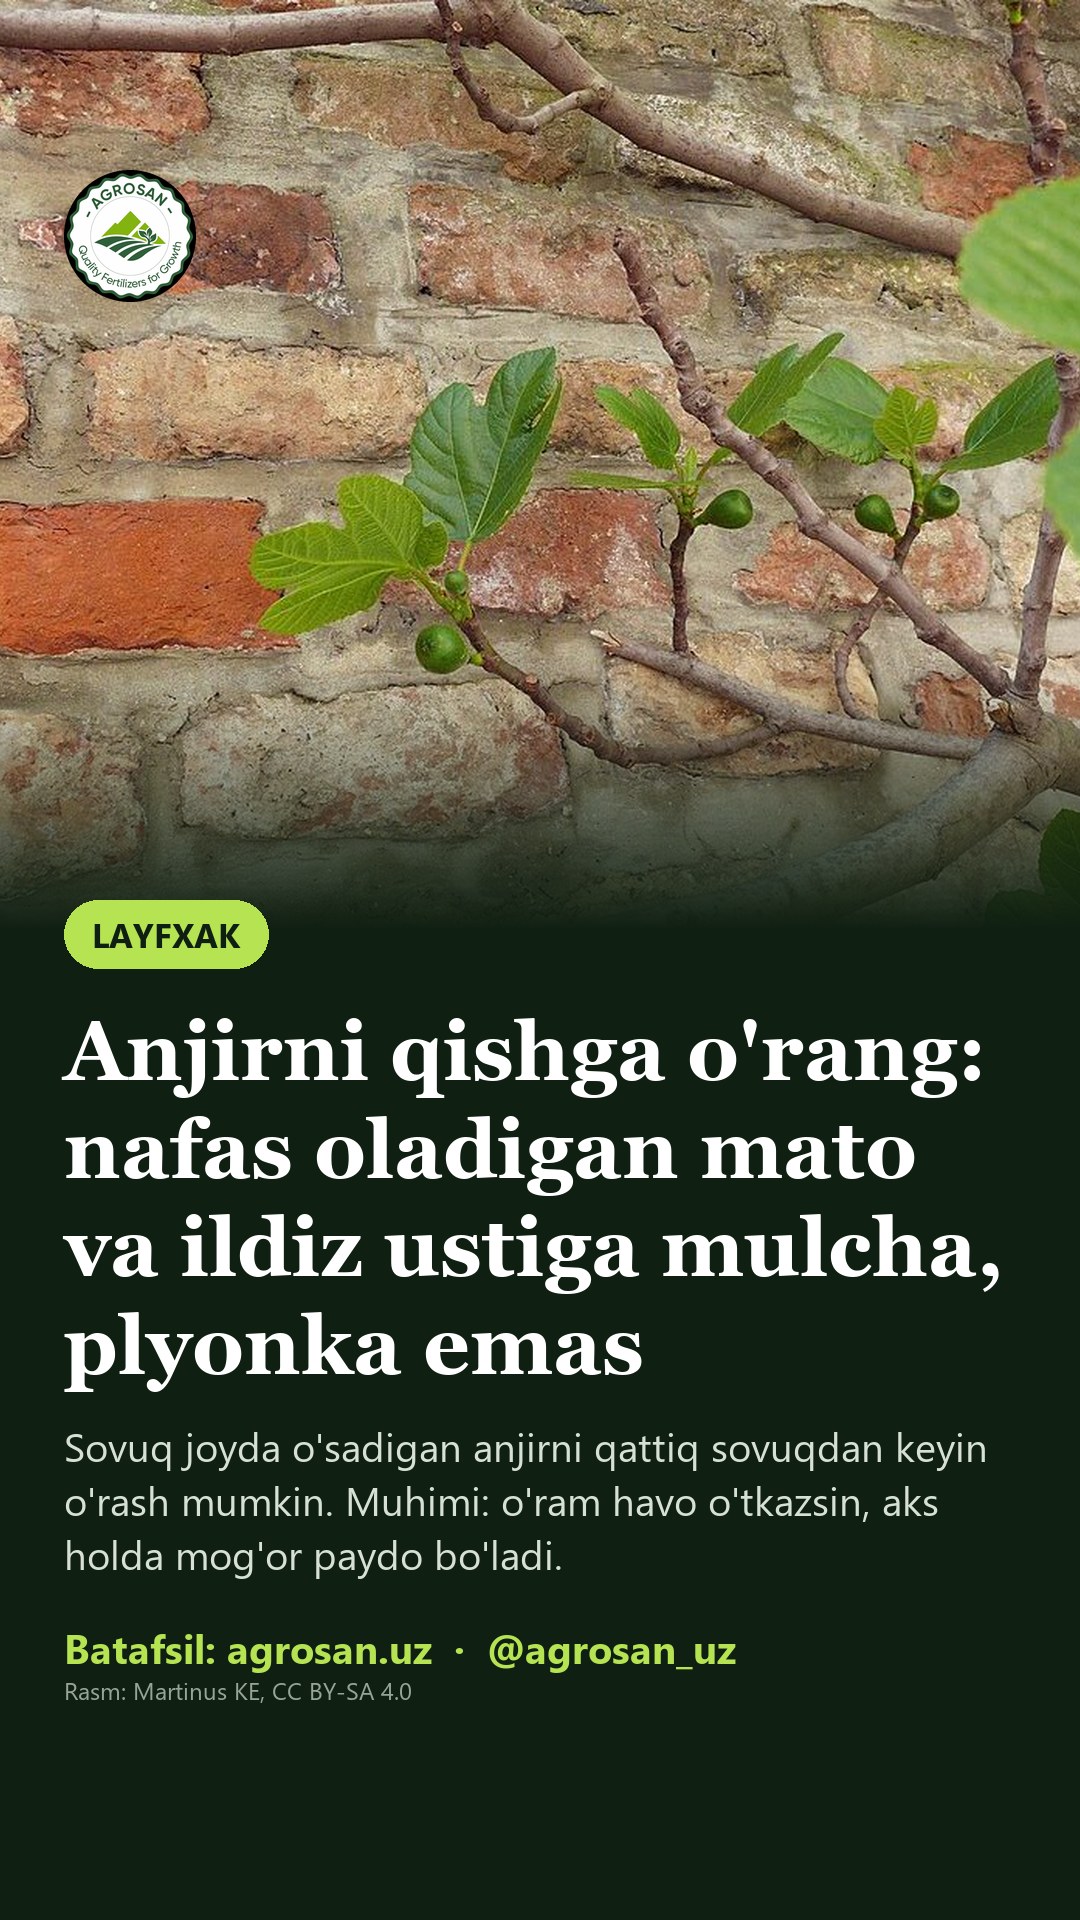 - AGROSAN -
Quality Fertilizers for Growth
LAYFXAK
Anjirni qishga o'rang:
nafas oladigan mato
va ildiz ustiga mulcha,
plyonka emas
Sovuq joyda o'sadigan anjirni qattiq sovuqdan keyin
o'rash mumkin. Muhimi: o'ram havo o'tkazsin, aks
holda mog'or paydo bo'ladi.
Batafsil: agrosan.uz · @agrosan_uz
Rasm: Martinus KE, CC BY-SA 4.0